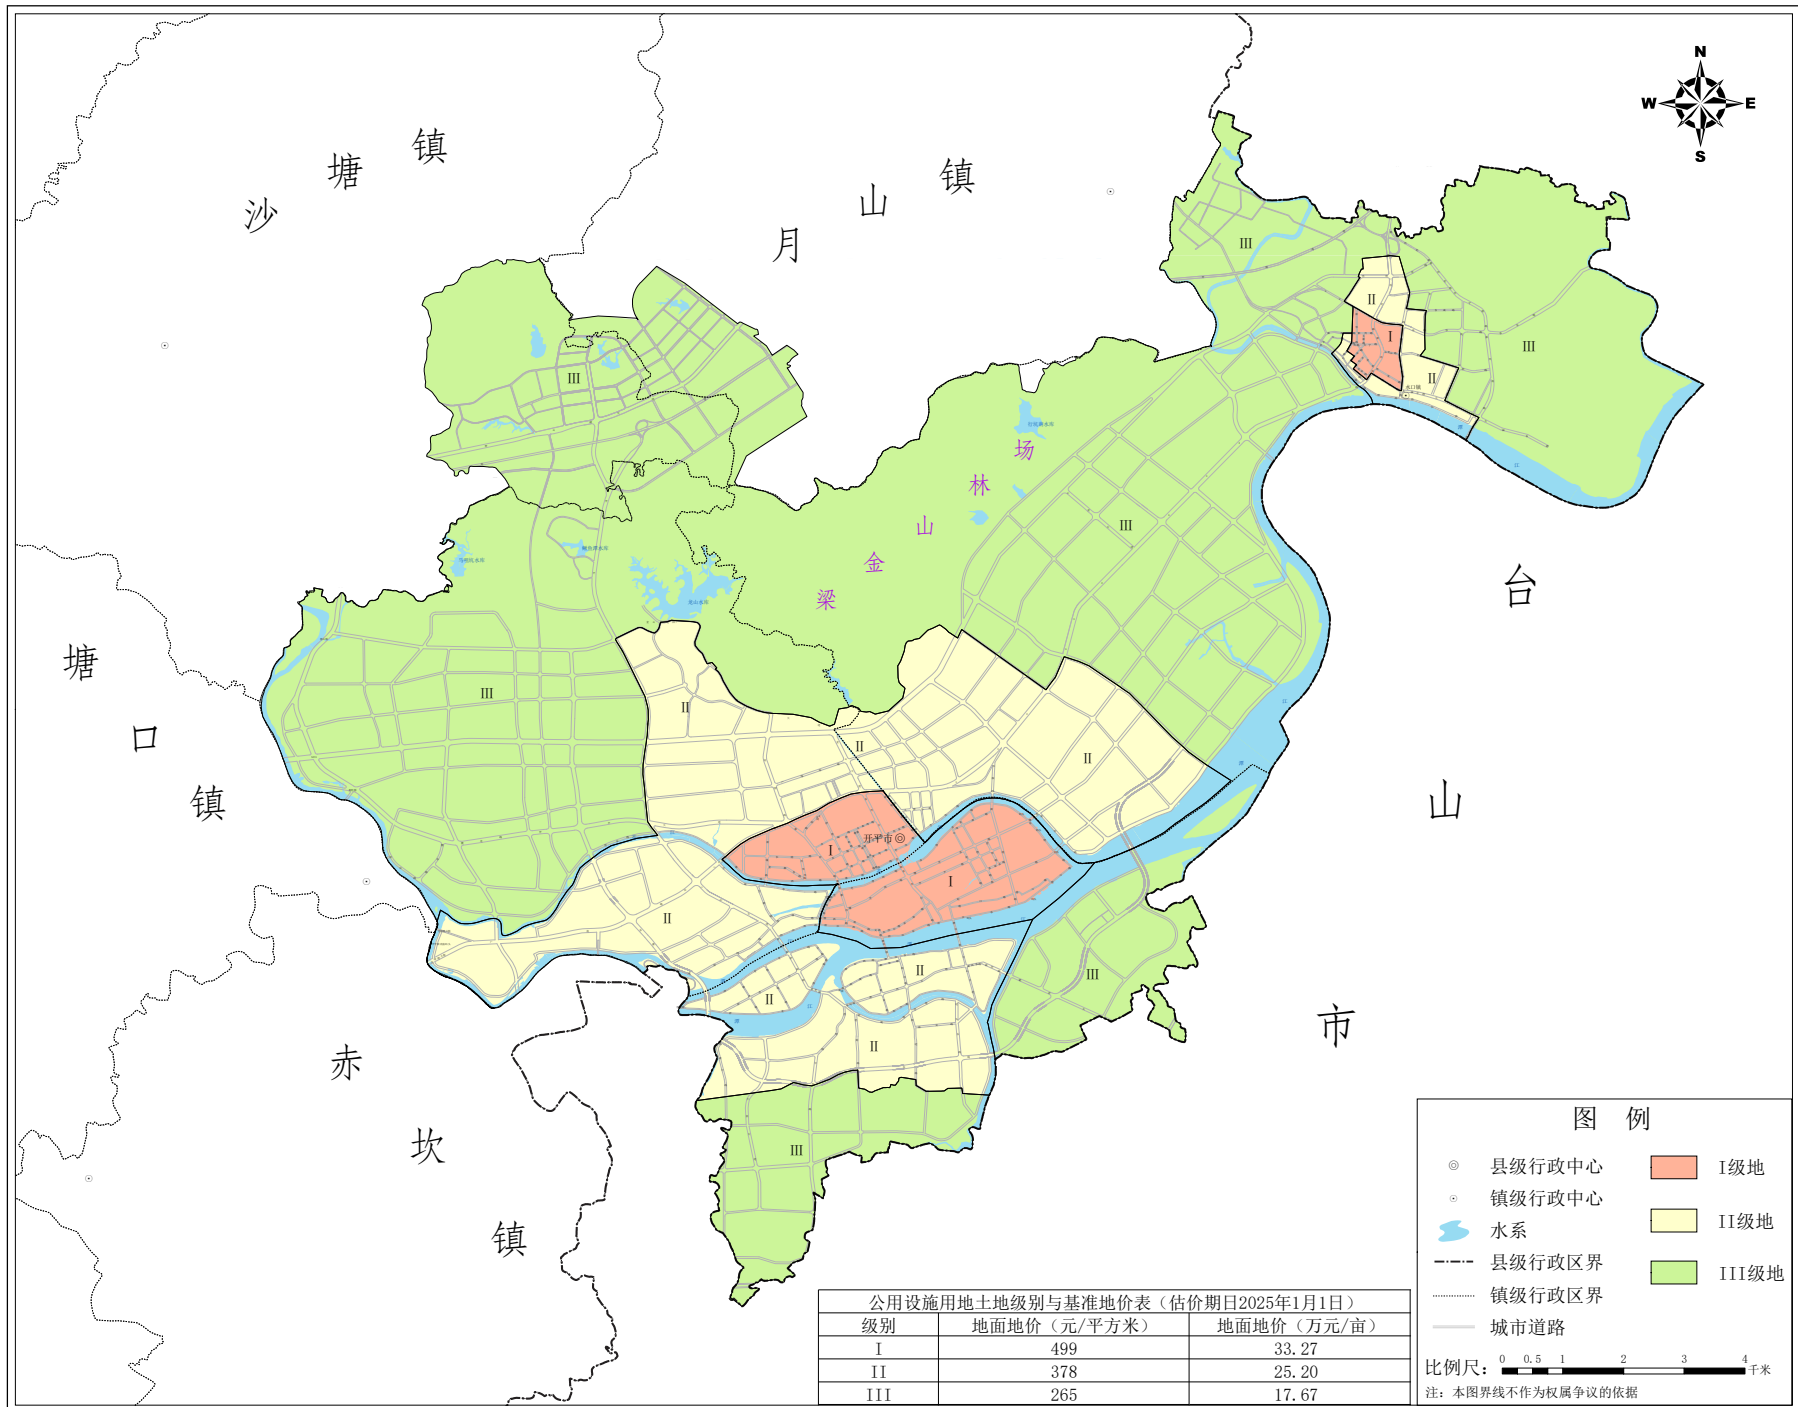 N
W E
S
沙塘镇
月山镇
塘口镇
赤坎镇
台山市
梁金山林场
III
III
II
I
II
III
III
III
III
II
II
II
I
开平市
I
II
II
II
II
III
III
水口镇
潭
江
图 例
县级行政中心
镇级行政中心
水系
县级行政区界
镇级行政区界
城市道路
I级地
II级地
III级地
比例尺: 0 0.5 1 2 3 4 千米
注: 本图界线不作为权属争议的依据
公用设施用地土地级别与基准地价表（估价期日2025年1月1日）
级别 地面地价（元/平方米） 地面地价（万元/亩）
I 499 33.27
II 378 25.20
III 265 17.67